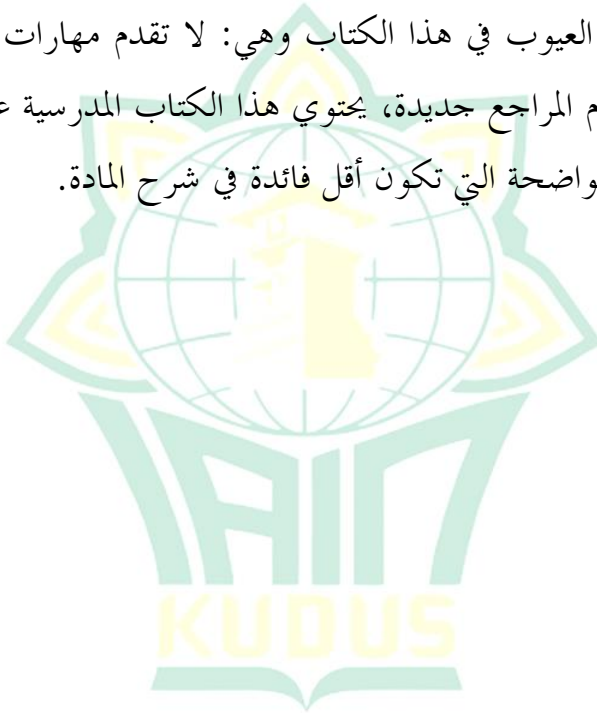 العيوب في هذا الكتاب وهي: لا تقدم مهارات
المراجع جديدة، يحتوي هذا الكتاب المدرسية
التي تكون أقل فائدة في شرح المادة.
IAIN
KUDUS